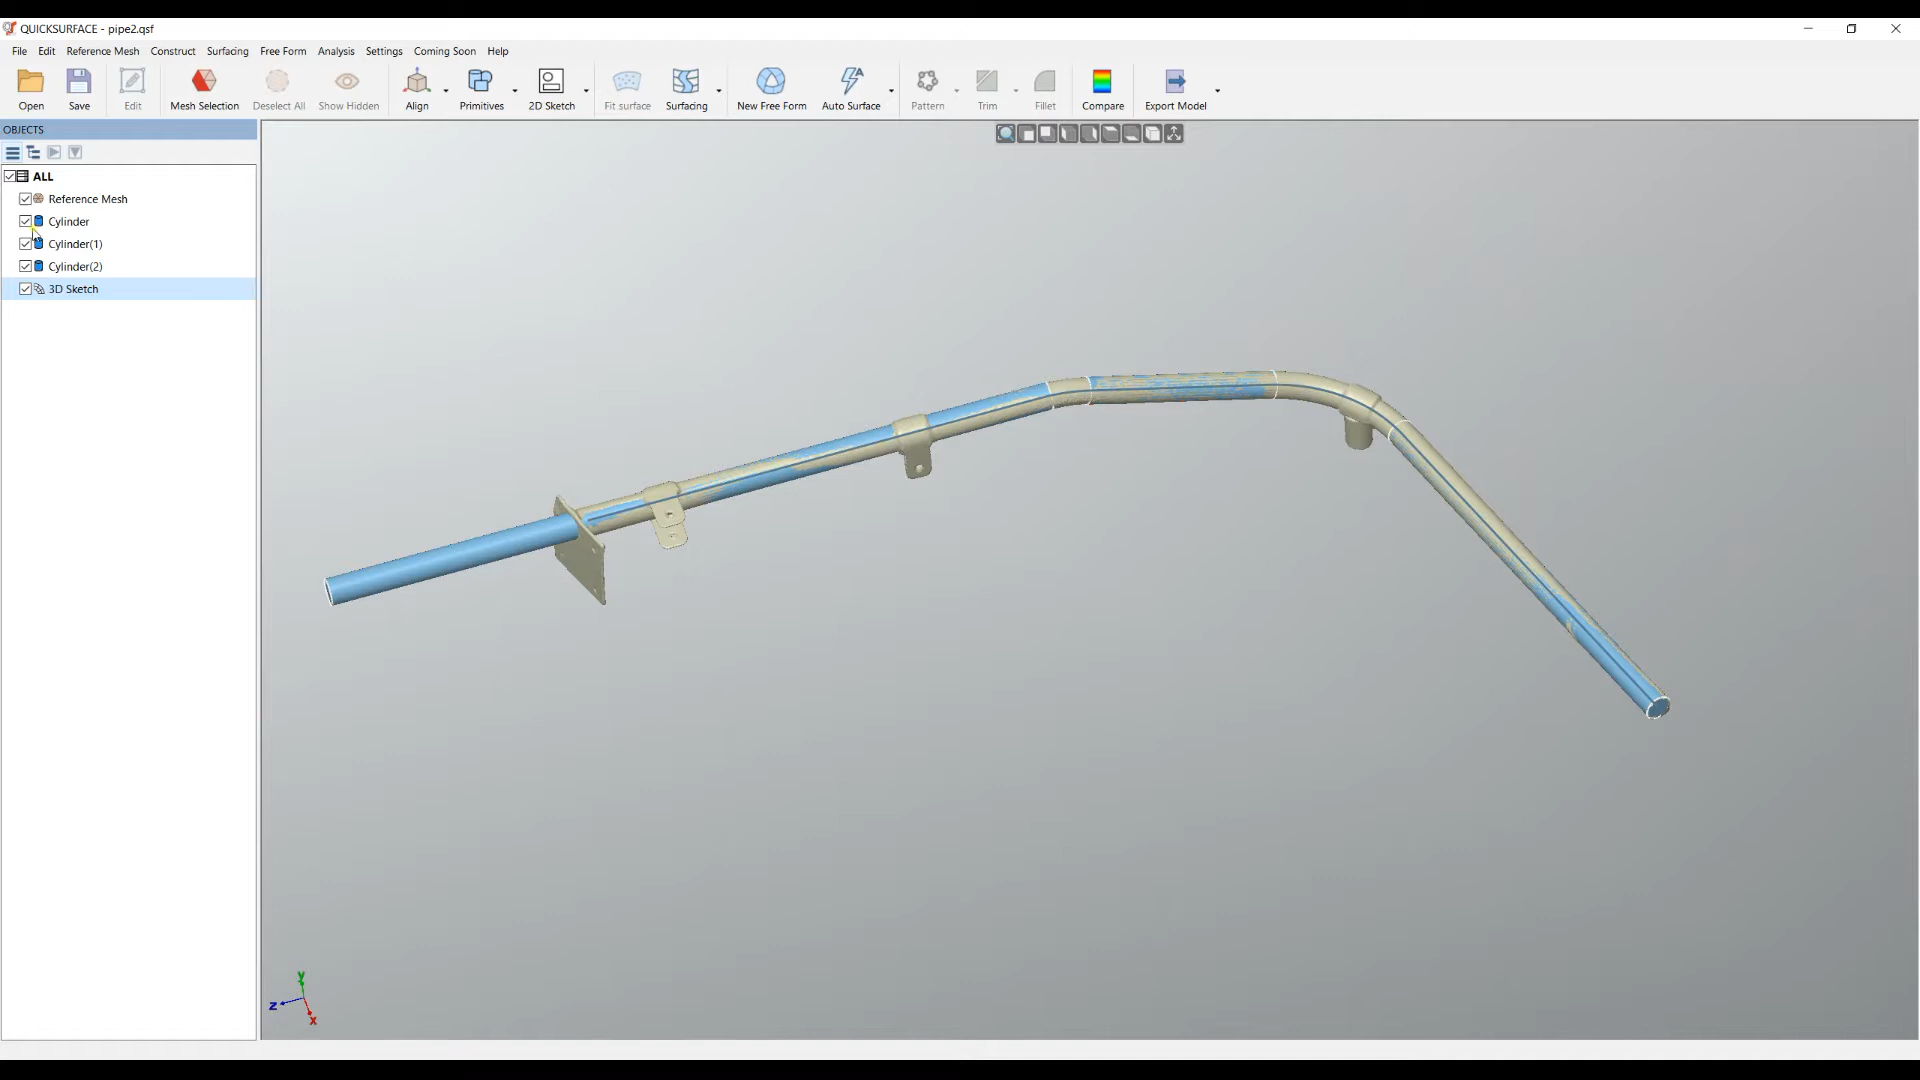 QUICKSURFACE - pipe2.qsf
File Edit Reference Mesh Construct Surfacing Free Form Analysis Settings Coming Soon Help
Open Save Edit Mesh Selection Deselect All Show Hidden Align Primitives 2D Sketch Fit surface Surfacing New Free Form Auto Surface Pattern Trim Fillet Compare Export Model
OBJECTS
ALL
Reference Mesh
Cylinder
Cylinder(1)
Cylinder(2)
3D Sketch
Y
Z
X